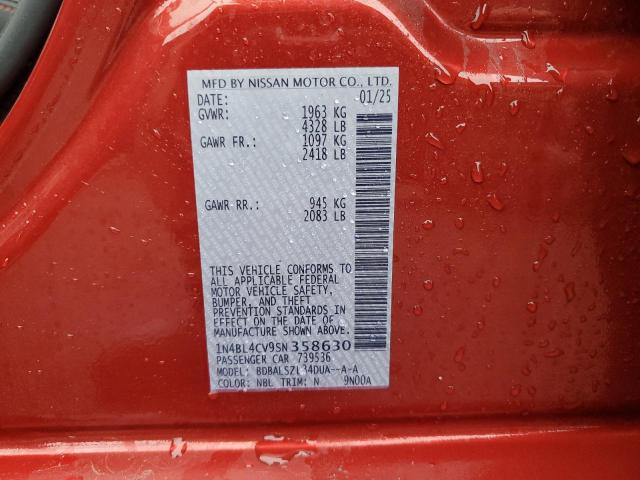 MFD BY NISSAN MOTOR CO., LTD.
DATE: 01/25
GVWR: 1963 KG
4328 LB
GAWR FR.: 1097 KG
2418 LB
GAWR RR.: 945 KG
2083 LB
THIS VEHICLE CONFORMS TO
ALL APPLICABLE FEDERAL
MOTOR VEHICLE SAFETY,
BUMPER, AND THEFT
PREVENTION STANDARDS IN
EFFECT ON THE DATE OF
MANUFACTURE SHOWN ABOVE.
1N4BL4CV9SN358630
PASSENGER CAR 739536
MODEL:
COLOR: NBL TRIM: N 9N00A